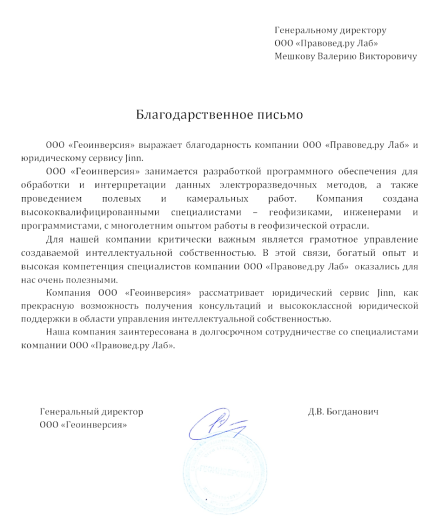 Генеральному директору
ООО «Правовед.ру Лаб»
Мешкову Валерию Викторовичу
Благодарственное письмо
ООО «Геоинверсия» выражает благодарность компании ООО «Правовед.ру Лаб» и
юридическому сервису Jinn.
ООО «Геоинверсия» занимается разработкой программного обеспечения для
обработки и интерпретации данных электроразведочных методов, а также
проведением полевых и камеральных работ. Компания создана
высококвалифицированными специалистами – геофизиками, инженерами и
программистами, с многолетним опытом работы в геофизической отрасли.
Для нашей компании критически важным является грамотное управление
создаваемой интеллектуальной собственностью. В этой связи, богатый опыт и
высокая компетенция специалистов компании ООО «Правовед.ру Лаб» оказались для
нас очень полезными.
Компания ООО «Геоинверсия» рассматривает юридический сервис Jinn, как
прекрасную возможность получения консультаций и высококлассной юридической
поддержки в области управления интеллектуальной собственностью.
Наша компания заинтересована в долгосрочном сотрудничестве со специалистами
компании ООО «Правовед.ру Лаб».
Генеральный директор
ООО «Геоинверсия»
Д.В. Богданович